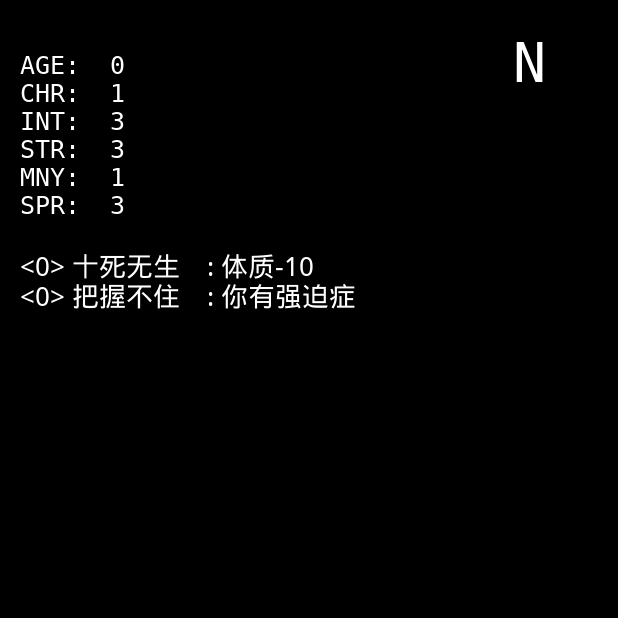 N
AGE: 0
CHR: 1
INT: 3
STR: 3
MNY: 1
SPR: 3
<0> 十死无生 : 体质-10
<0> 把握不住 : 你有强迫症